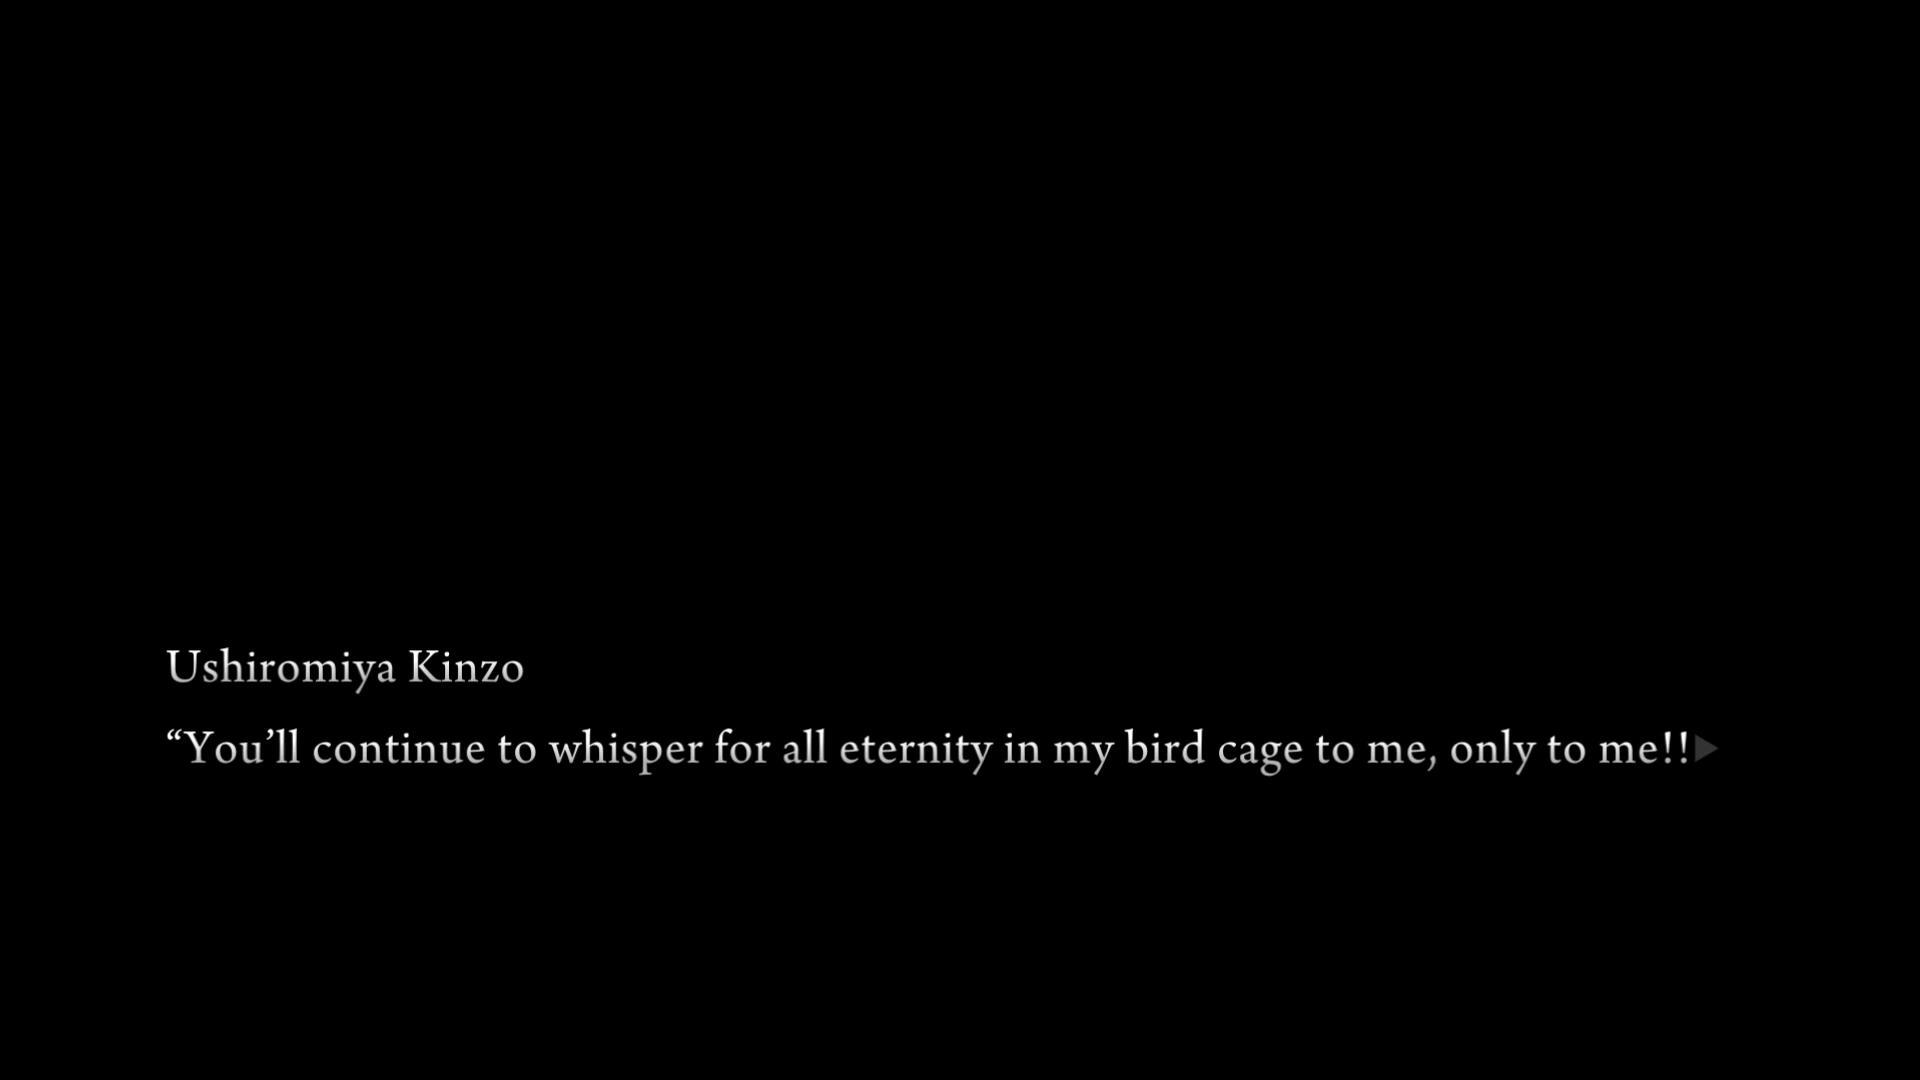 Ushiromiya Kinzo
“You’ll continue to whisper for all eternity in my bird cage to me, only to me!!